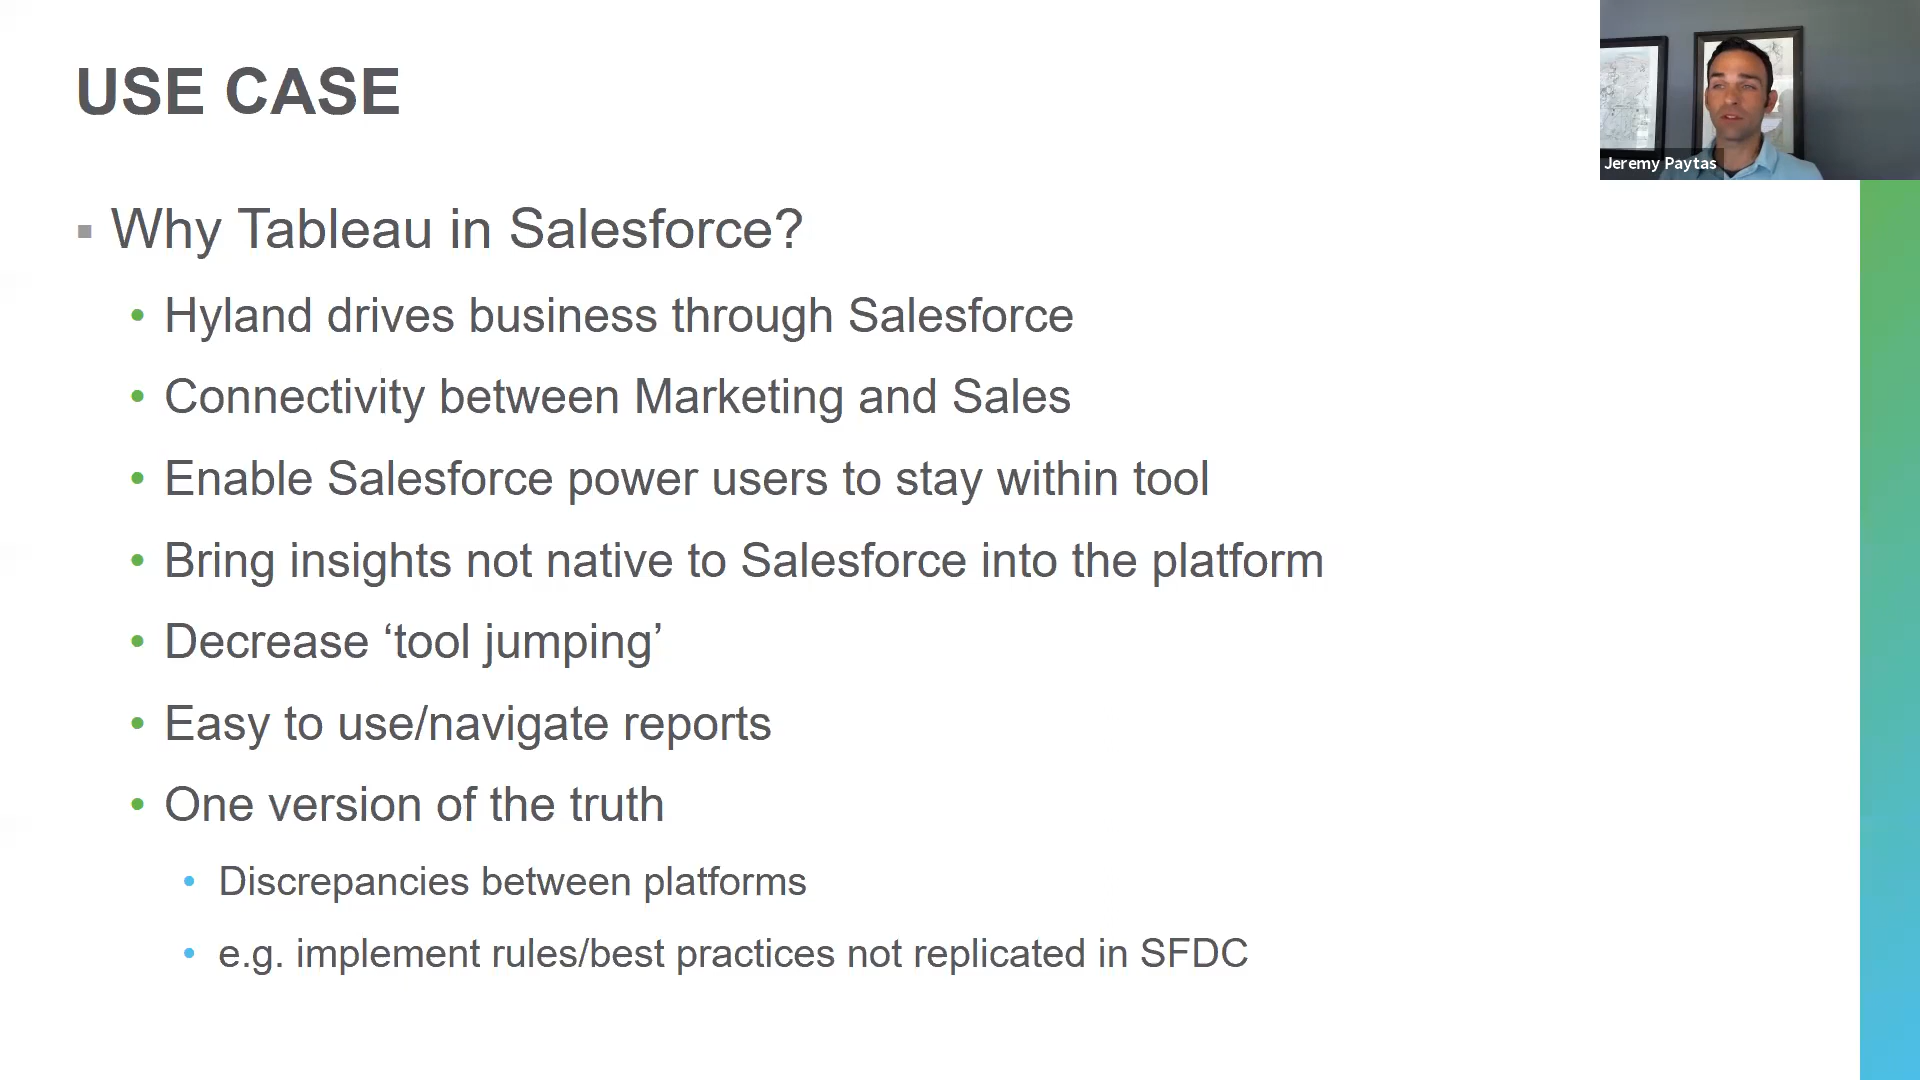 USE CASE
Jeremy Paytas
▪ Why Tableau in Salesforce?
• Hyland drives business through Salesforce
• Connectivity between Marketing and Sales
• Enable Salesforce power users to stay within tool
• Bring insights not native to Salesforce into the platform
• Decrease ‘tool jumping’
• Easy to use/navigate reports
• One version of the truth
• Discrepancies between platforms
• e.g. implement rules/best practices not replicated in SFDC